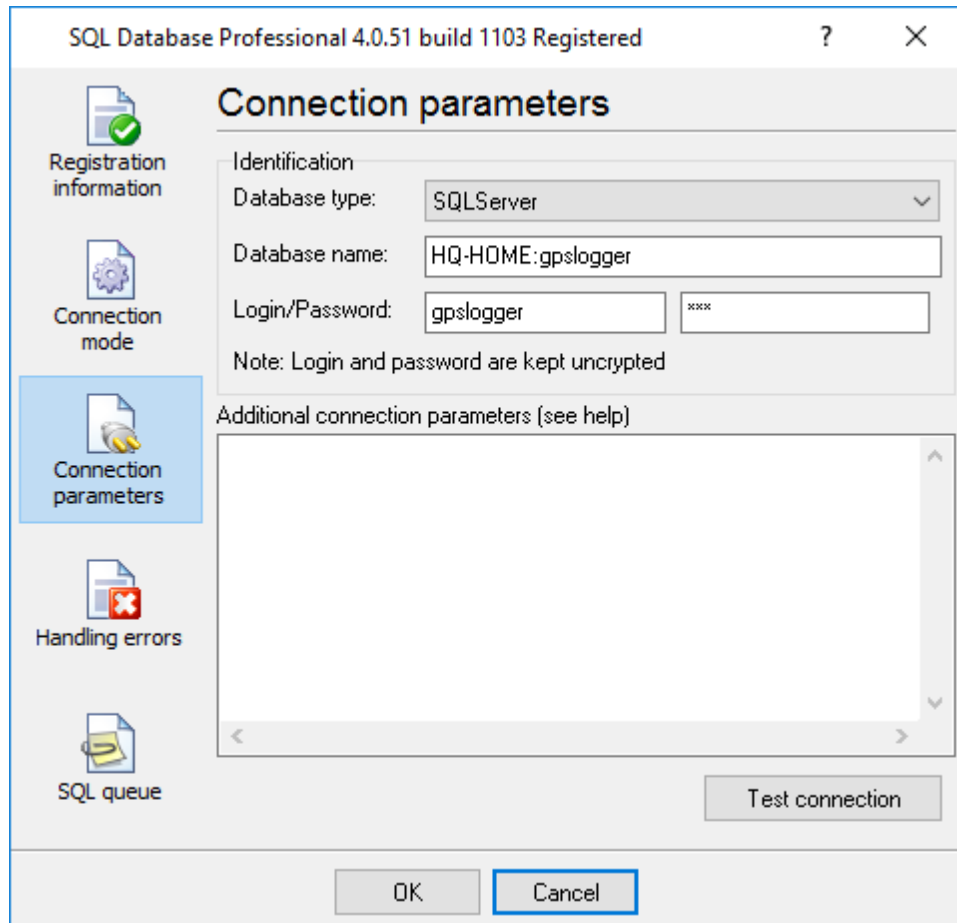 SQL Database Professional 4.0.51 build 1103 Registered
?
Registration
information
Connection
mode
Connection
parameters
Handling errors
SQL queue
Connection parameters
Identification
Database type: SQLServer
Database name: HQ-HOME:gpslogger
Login/Password: gpslogger ***
Note: Login and password are kept uncrypted
Additional connection parameters (see help)
Test connection
OK Cancel